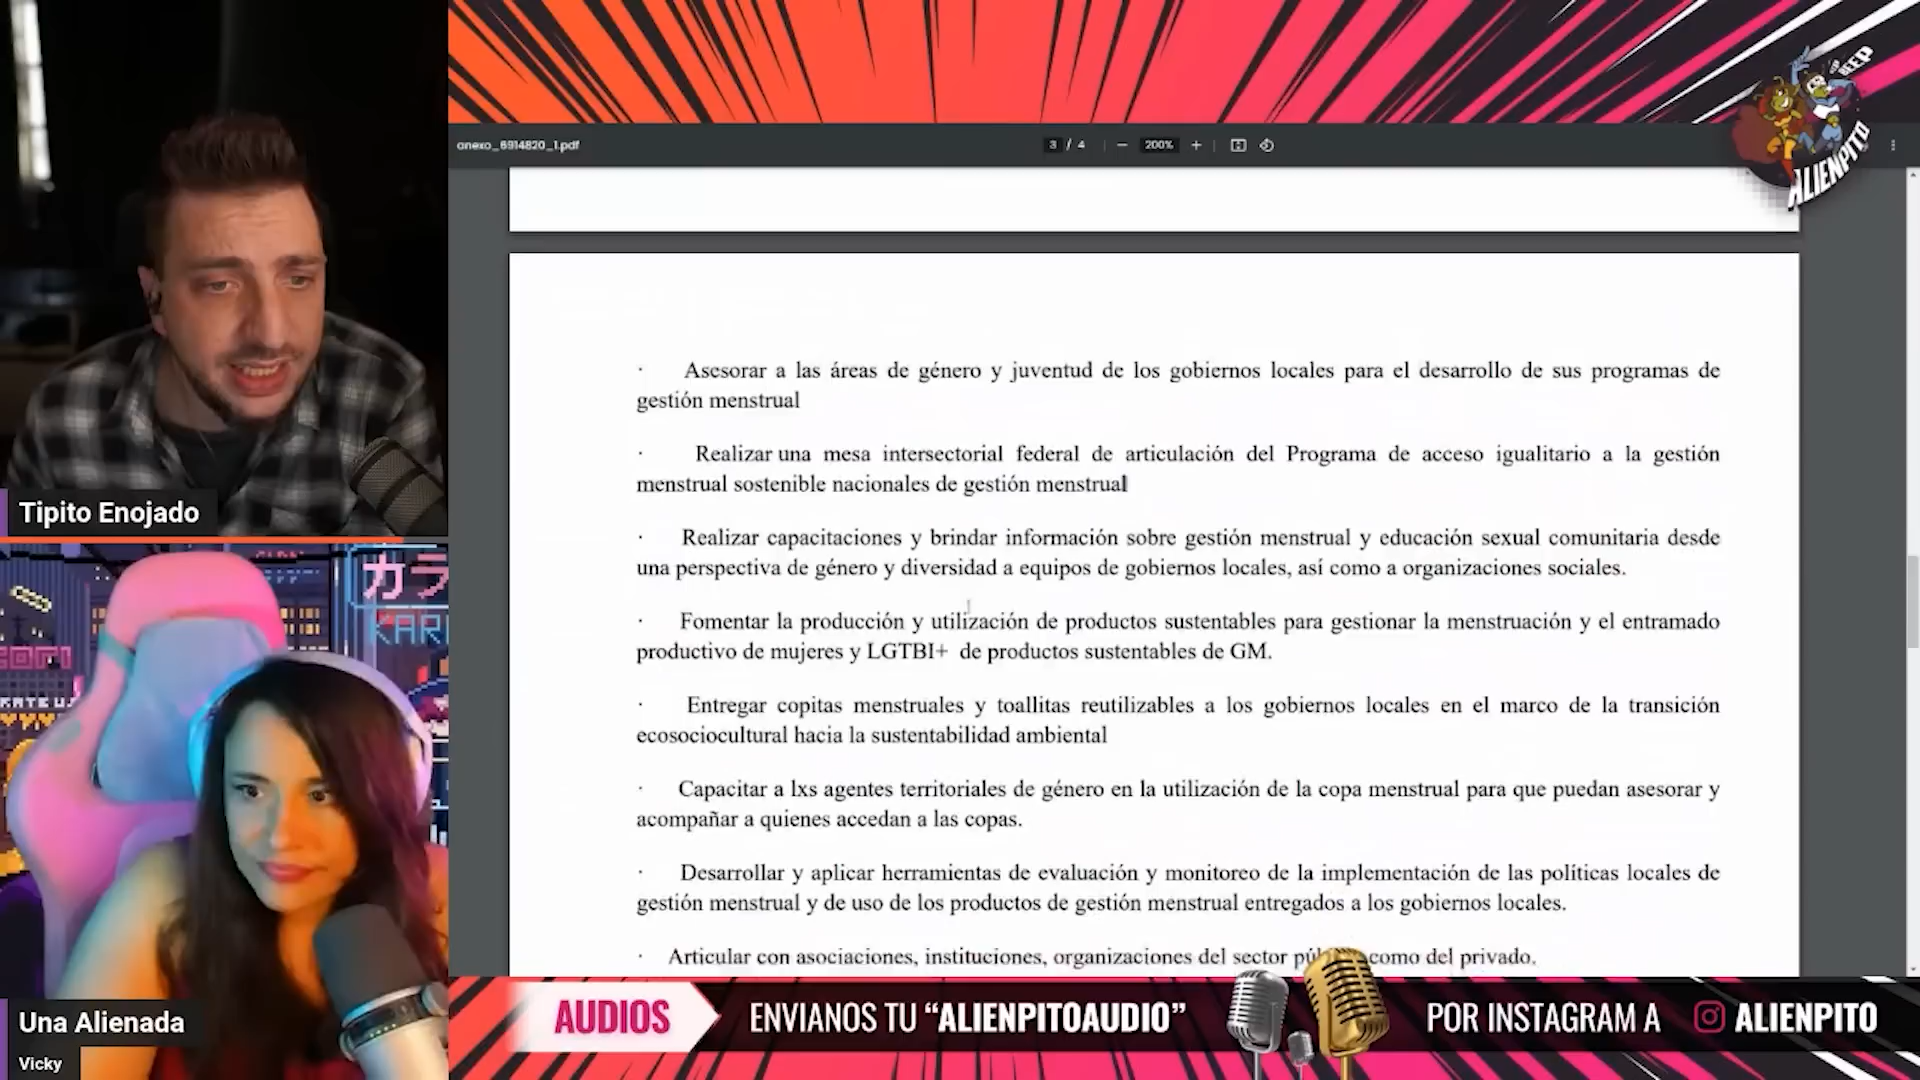 BEEP BEEP
ALIENPITO
anexo_6914820_1.pdf
3 / 4
200%
· Asesorar a las áreas de género y juventud de los gobiernos locales para el desarrollo de sus programas de
gestión menstrual
· Realizar una mesa intersectorial federal de articulación del Programa de acceso igualitario a la gestión
menstrual sostenible nacionales de gestión menstrual
· Realizar capacitaciones y brindar información sobre gestión menstrual y educación sexual comunitaria desde
una perspectiva de género y diversidad a equipos de gobiernos locales, así como a organizaciones sociales.
· Fomentar la producción y utilización de productos sustentables para gestionar la menstruación y el entramado
productivo de mujeres y LGTBI+ de productos sustentables de GM.
· Entregar copitas menstruales y toallitas reutilizables a los gobiernos locales en el marco de la transición
ecosociocultural hacia la sustentabilidad ambiental
· Capacitar a lxs agentes territoriales de género en la utilización de la copa menstrual para que puedan asesorar y
acompañar a quienes accedan a las copas.
· Desarrollar y aplicar herramientas de evaluación y monitoreo de la implementación de las políticas locales de
gestión menstrual y de uso de los productos de gestión menstrual entregados a los gobiernos locales.
· Articular con asociaciones, instituciones, organizaciones del sector como del privado.
Tipito Enojado
カラ
KAR
Una Alienada
Vicky
AUDIOS
ENVIANOS TU “ALIENPITOAUDIO”
POR INSTAGRAM A
ALIENPITO